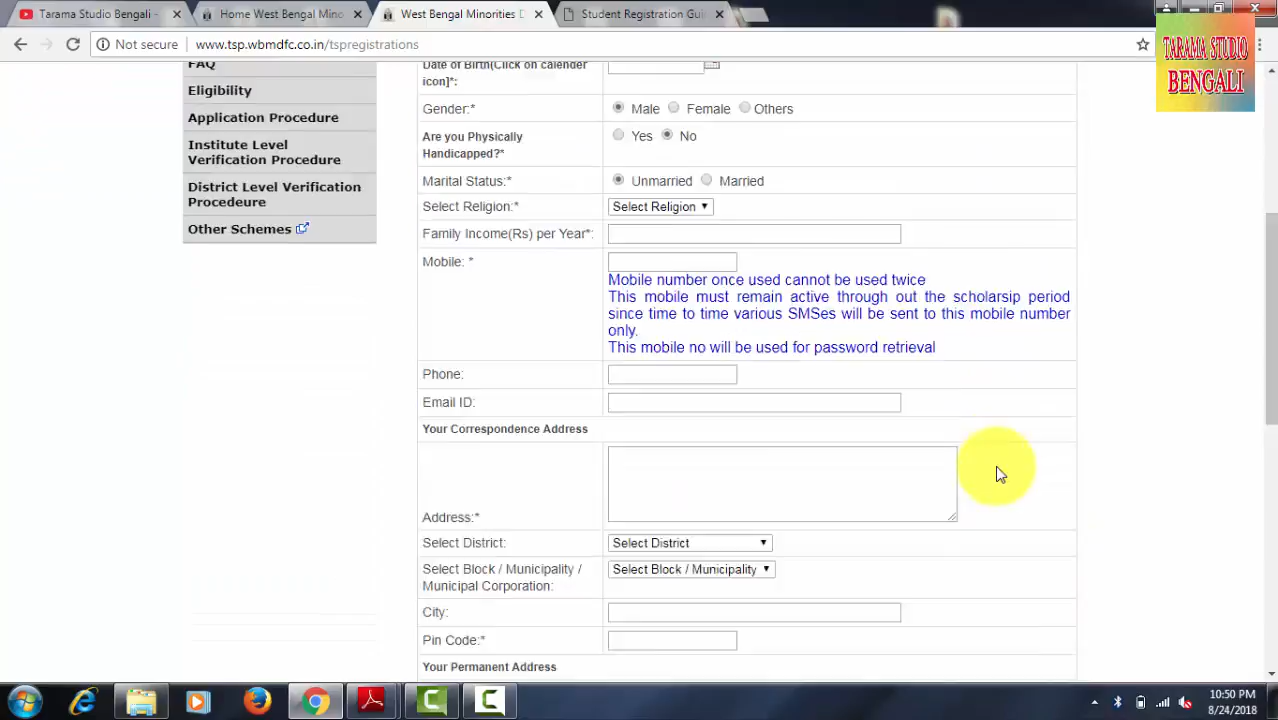 Tarama Studio Bengali -
Home West Bengal Minor
West Bengal Minorities D
Student Registration Gu
Not secure
www.tsp.wbmdfc.co.in/tspregistrations
TARAMA STUDIO
BENGALI
FAQ
Eligibility
Application Procedure
Institute Level
Verification Procedure
District Level Verification
Procedeure
Other Schemes
Date of Birth(Click on calender
icon]*:
Gender:*
Male Female Others
Are you Physically
Handicapped?*
Yes No
Marital Status:*
Unmarried Married
Select Religion:*
Select Religion
Family Income(Rs) per Year*:
Mobile: *
Mobile number once used cannot be used twice
This mobile must remain active through out the scholarsip period
since time to time various SMSes will be sent to this mobile number
only.
This mobile no will be used for password retrieval
Phone:
Email ID:
Your Correspondence Address
Address:*
Select District:
Select District
Select Block / Municipality /
Municipal Corporation:
Select Block / Municipality
City:
Pin Code:*
Your Permanent Address
10:50 PM
8/24/2018